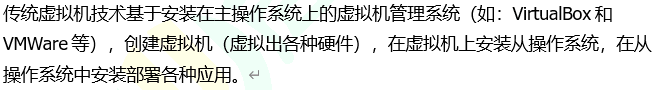 传统虚拟机技术基于安装在主操作系统上的虚拟机管理系统（如：VirtualBox 和
VMWare 等），创建虚拟机（虚拟出各种硬件），在虚拟机上安装从操作系统，在从
操作系统中安装部署各种应用。